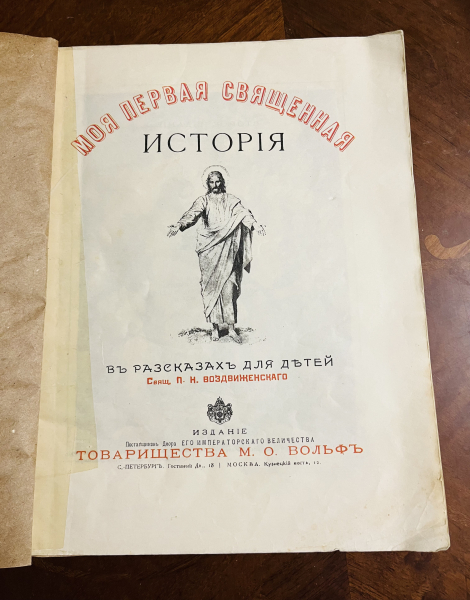 МОЯ ПЕРВАЯ СВЯЩЕННАЯ
ИСТОРІЯ
ВЪ РАЗСКАЗАХЪ ДЛЯ ДѢТЕЙ
Свящ. П. Н. ВОЗДВИЖЕНСКАГО
ИЗДАНІЕ
Поставщиковъ Двора ЕГО ИМПЕРАТОРСКАГО ВЕЛИЧЕСТВА
ТОВАРИЩЕСТВА М. О. ВОЛЬФЪ
С.-ПЕТЕРБУРГЪ, Гостиный Дв., 18 | МОСКВА, Кузнецкій мостъ, 12.